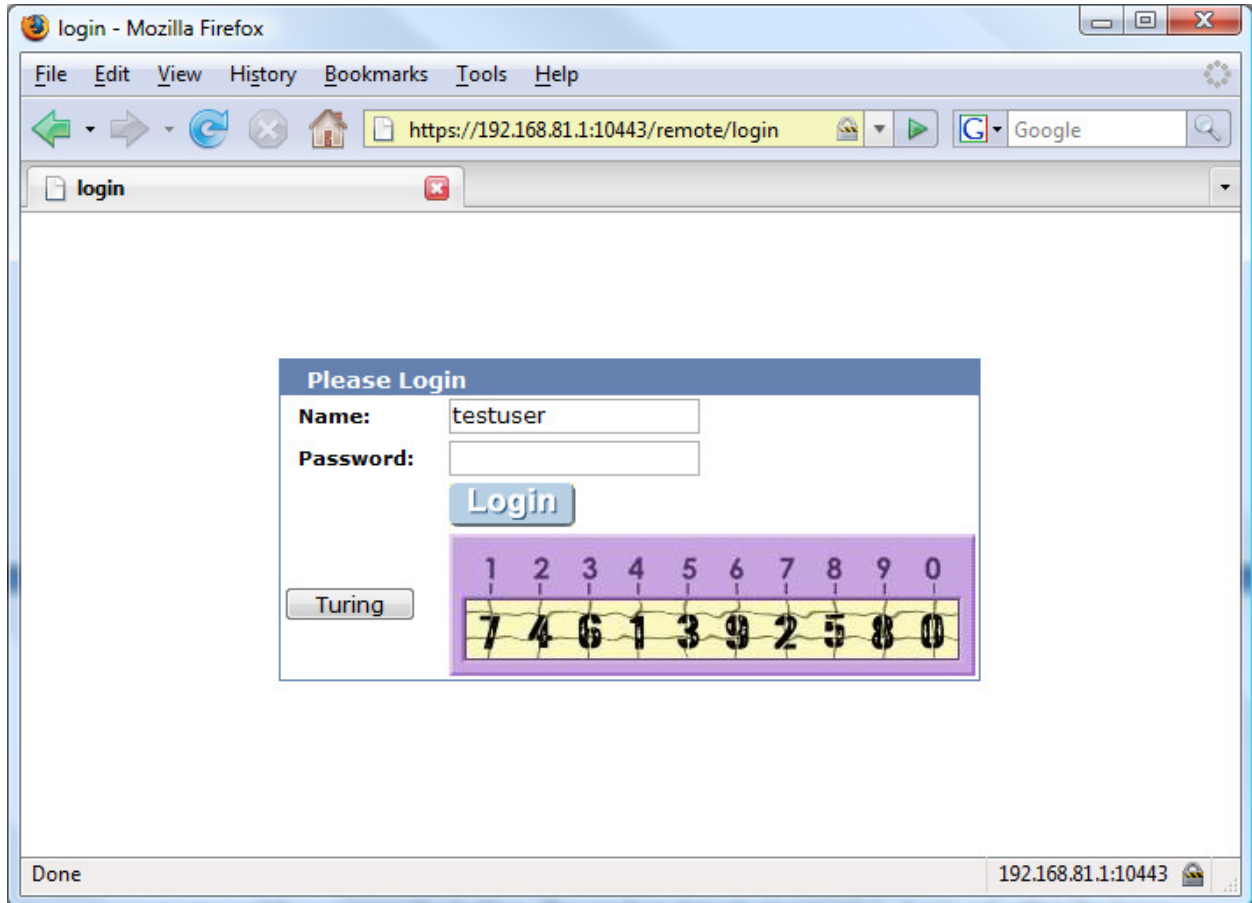 login - Mozilla Firefox
File Edit View History Bookmarks Tools Help
https://192.168.81.1:10443/remote/login G Google
login
Please Login
Name: testuser
Password:
Login
1 2 3 4 5 6 7 8 9 0
Turing
7 4 6 1 3 9 2 5 8 0
Done 192.168.81.1:10443